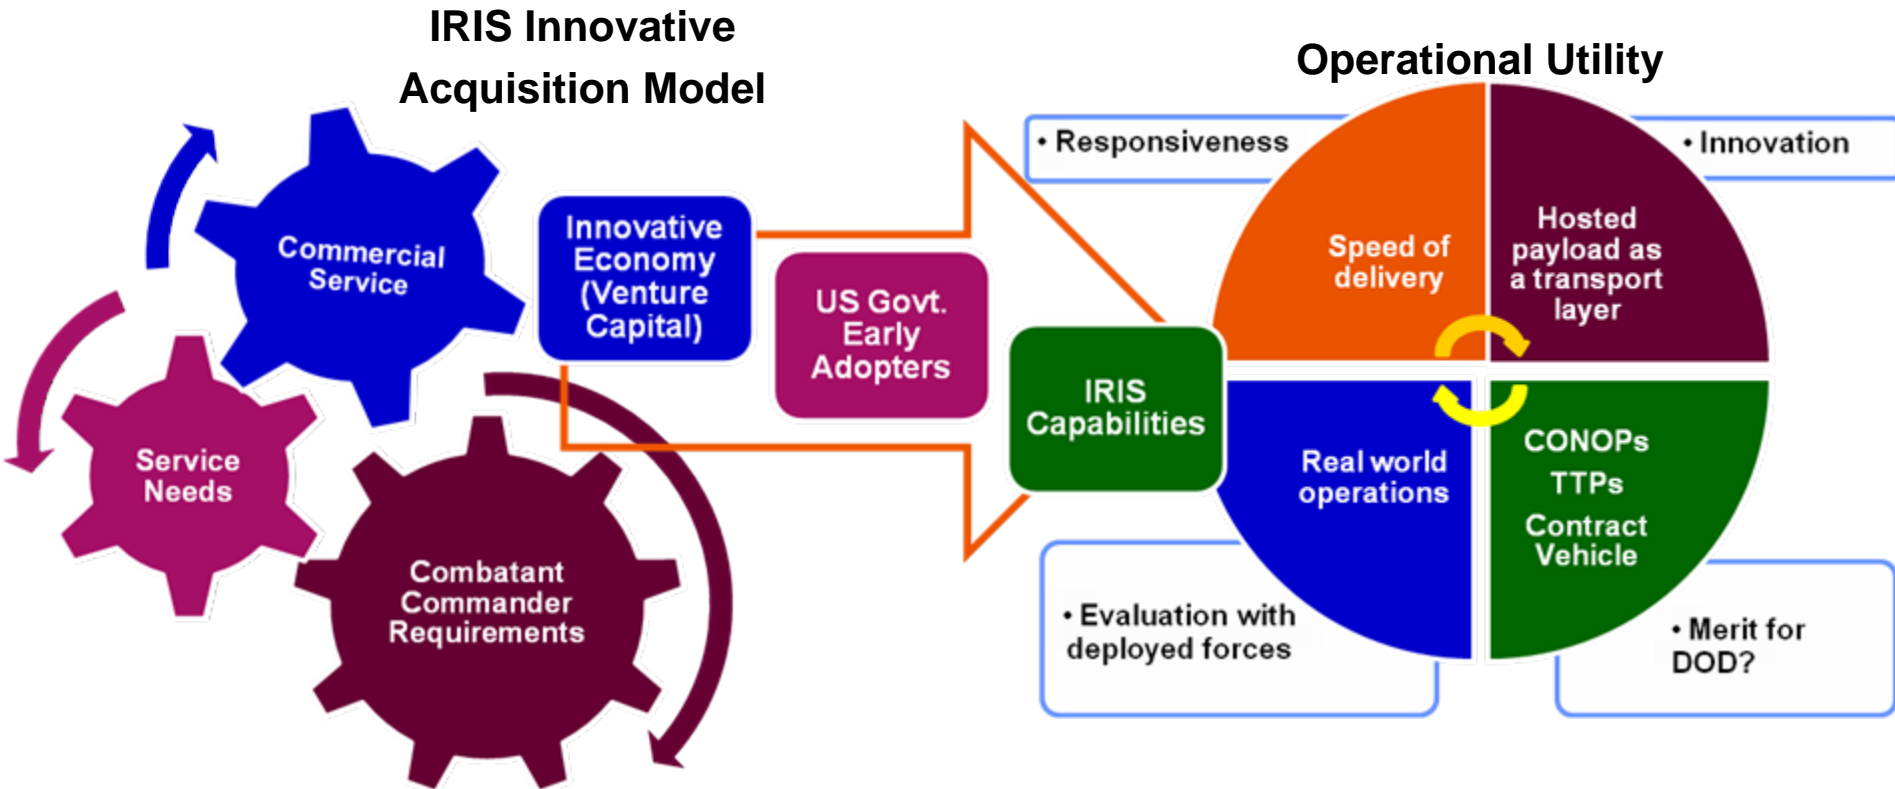 IRIS Innovative
Acquisition Model
Commercial
Service
Service
Needs
Combatant
Commander
Requirements
Innovative
Economy
(Venture
Capital)
US Govt.
Early
Adopters
IRIS
Capabilities
Operational Utility
• Responsiveness
• Innovation
Speed of
delivery
Hosted
payload as
a transport
layer
Real world
operations
CONOPs
TTPs
Contract
Vehicle
• Evaluation with
deployed forces
• Merit for
DOD?